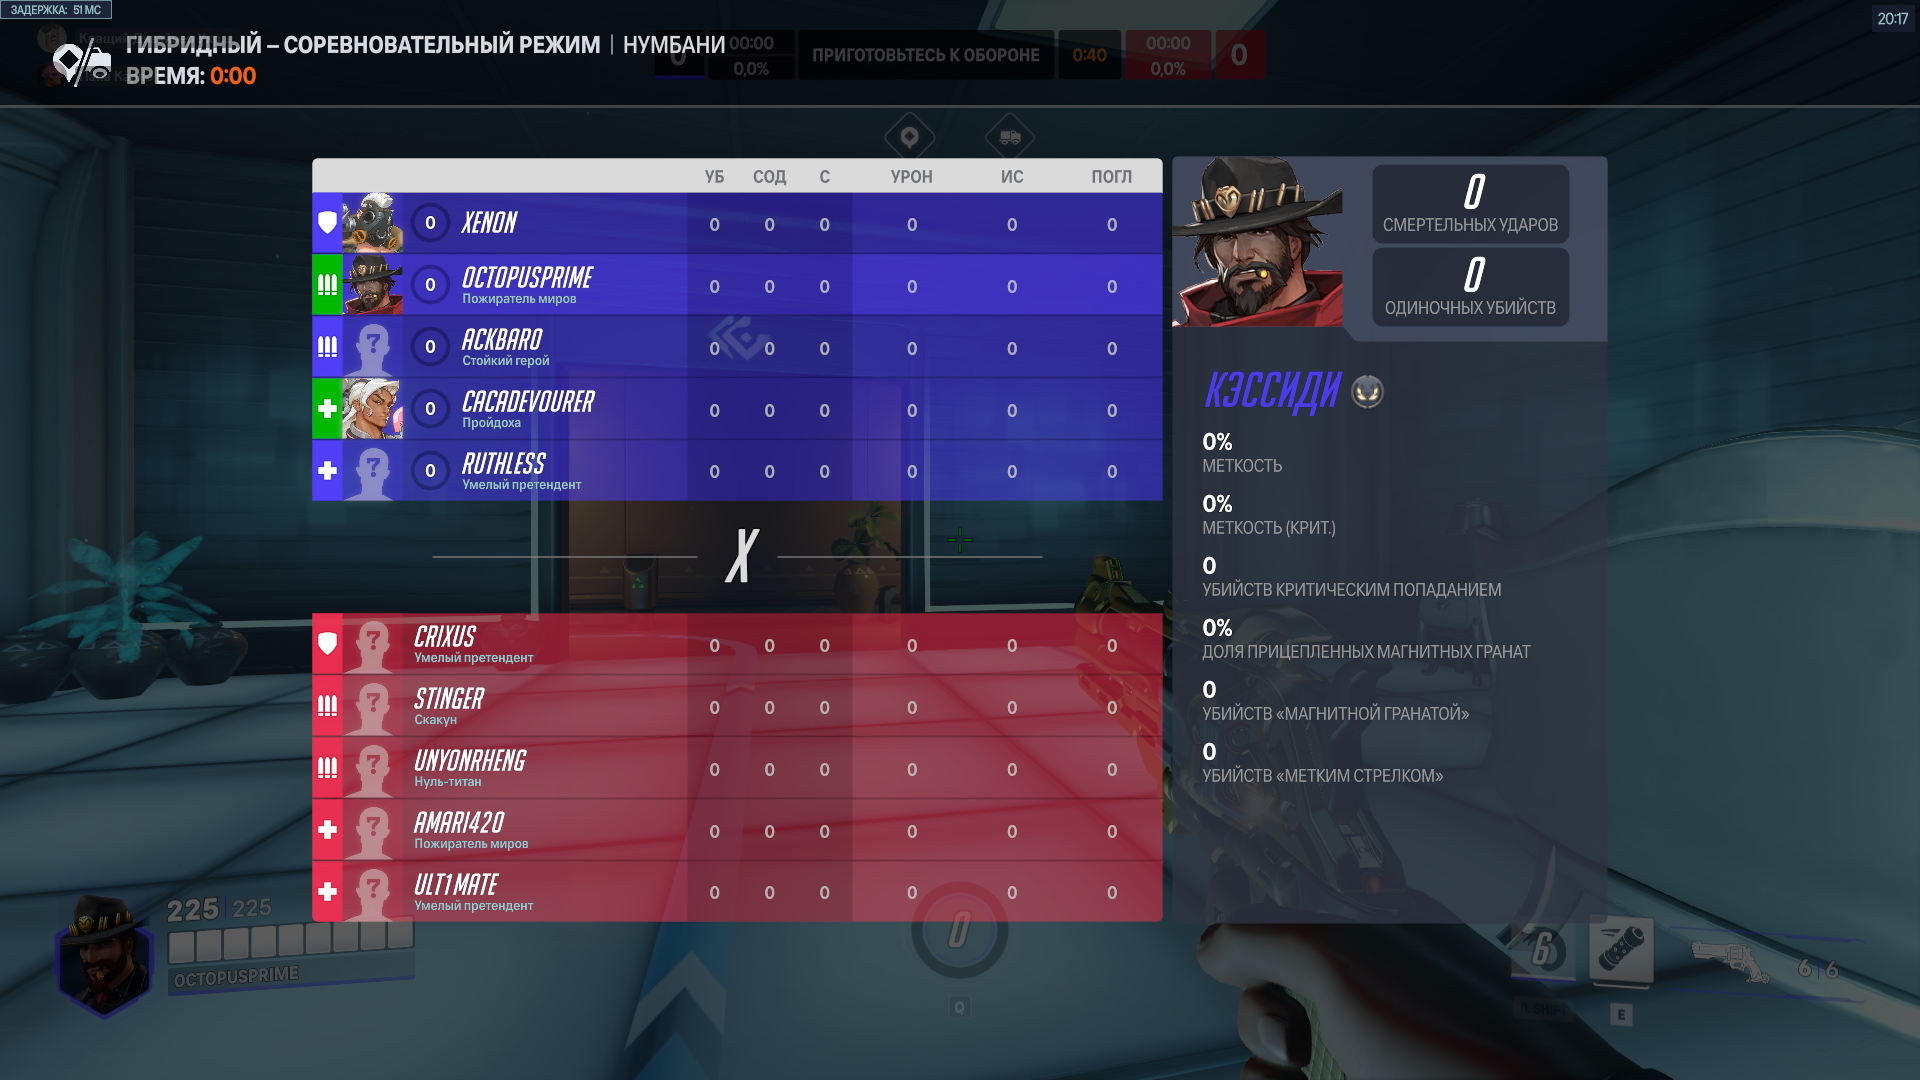 ЗАДЕРЖКА: 51 МС
20:17
ГИБРИДНЫЙ – СОРЕВНОВАТЕЛЬНЫЙ РЕЖИМ | НУМБАНИ
ВРЕМЯ: 0:00
0
00:00
0,0%
ПРИГОТОВЬТЕСЬ К ОБОРОНЕ
0:40
00:00
0,0%
0
УБ СОД С УРОН ИС ПОГЛ
0 XENON 0 0 0 0 0 0
0 OCTOPUSPRIME 0 0 0 0 0 0
Пожиратель миров
0 ACKBARO 0 0 0 0 0 0
Стойкий герой
0 CACADEVOURER 0 0 0 0 0 0
Пройдоха
0 RUTHLESS 0 0 0 0 0 0
Умелый претендент
X
CRIXUS 0 0 0 0 0 0
Умелый претендент
STINGER 0 0 0 0 0 0
Скакун
UNYONRHENG 0 0 0 0 0 0
Нуль-титан
AMARI420 0 0 0 0 0 0
Пожиратель миров
ULT1MATE 0 0 0 0 0 0
Умелый претендент
0
СМЕРТЕЛЬНЫХ УДАРОВ
0
ОДИНОЧНЫХ УБИЙСТВ
КЭССИДИ
0%
МЕТКОСТЬ
0%
МЕТКОСТЬ (КРИТ.)
0
УБИЙСТВ КРИТИЧЕСКИМ ПОПАДАНИЕМ
0%
ДОЛЯ ПРИЦЕПЛЕННЫХ МАГНИТНЫХ ГРАНАТ
0
УБИЙСТВ «МАГНИТНОЙ ГРАНАТОЙ»
0
УБИЙСТВ «МЕТКИМ СТРЕЛКОМ»
225 | 225
OCTOPUSPRIME
0
Q
6
SHIFT
E
6 | 6